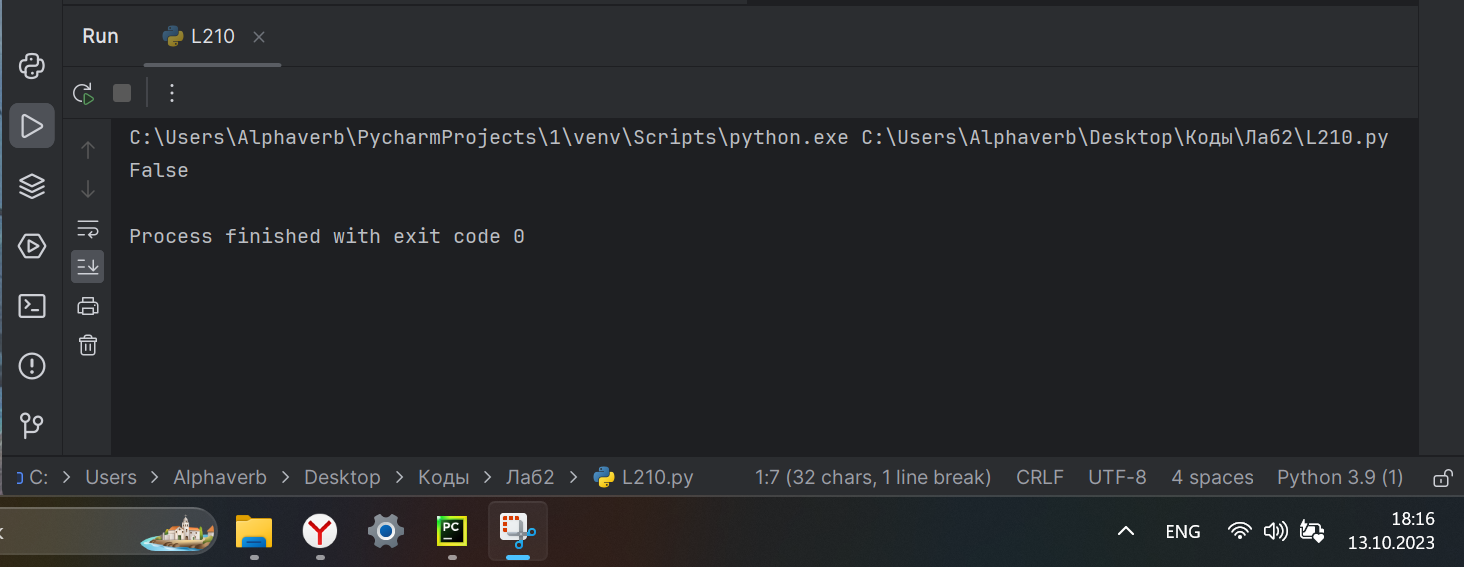 Run L210
C:\Users\Alphaverb\PycharmProjects\1\venv\Scripts\python.exe C:\Users\Alphaverb\Desktop\Коды\Лаб2\L210.py
False
Process finished with exit code 0
C: > Users > Alphaverb > Desktop > Коды > Лаб2 > L210.py 1:7 (32 chars, 1 line break) CRLF UTF-8 4 spaces Python 3.9 (1)
PC
ENG
18:16
13.10.2023